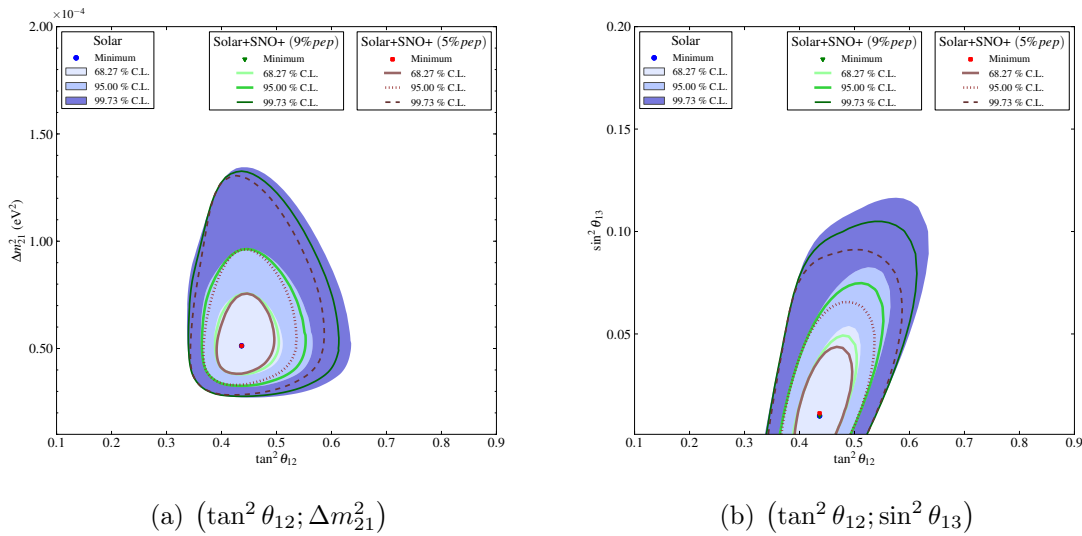 ×10⁻⁴
2.00
1.50
1.00
0.50
Δm²₂₁ (eV²)
Solar
Minimum
68.27 % C.L.
95.00 % C.L.
99.73 % C.L.
Solar+SNO+ (9%pep)
Minimum
68.27 % C.L.
95.00 % C.L.
99.73 % C.L.
Solar+SNO+ (5%pep)
Minimum
68.27 % C.L.
95.00 % C.L.
99.73 % C.L.
0.1 0.2 0.3 0.4 0.5 0.6 0.7 0.8 0.9
tan² θ₁₂
(a) (tan² θ₁₂; Δm²₂₁)
0.20
0.15
0.10
0.05
sin² θ₁₃
Solar
Minimum
68.27 % C.L.
95.00 % C.L.
99.73 % C.L.
Solar+SNO+ (9%pep)
Minimum
68.27 % C.L.
95.00 % C.L.
99.73 % C.L.
Solar+SNO+ (5%pep)
Minimum
68.27 % C.L.
95.00 % C.L.
99.73 % C.L.
0.1 0.2 0.3 0.4 0.5 0.6 0.7 0.8 0.9
tan² θ₁₂
(b) (tan² θ₁₂; sin² θ₁₃)